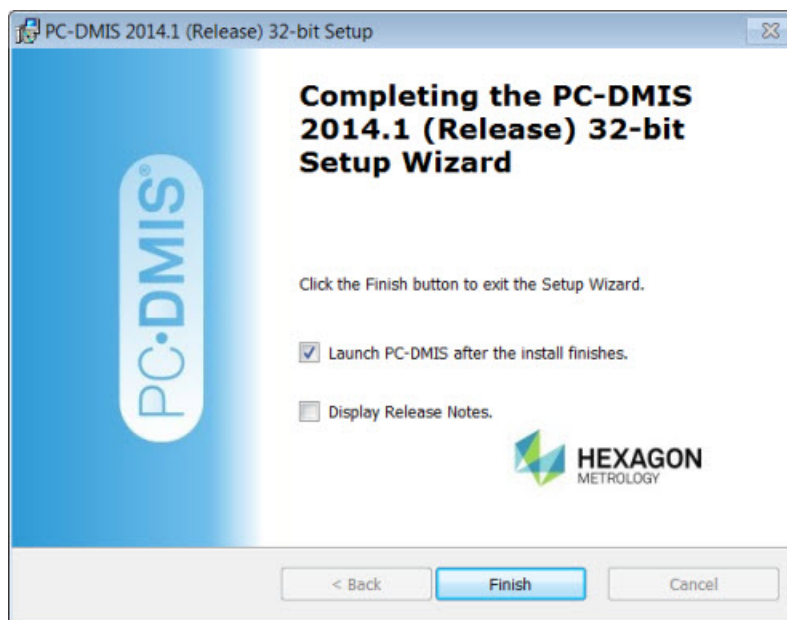 PC-DMIS 2014.1 (Release) 32-bit Setup
Completing the PC-DMIS
2014.1 (Release) 32-bit
Setup Wizard
PC•DMIS®
Click the Finish button to exit the Setup Wizard.
Launch PC-DMIS after the install finishes.
Display Release Notes.
HEXAGON
METROLOGY
< Back
Finish
Cancel